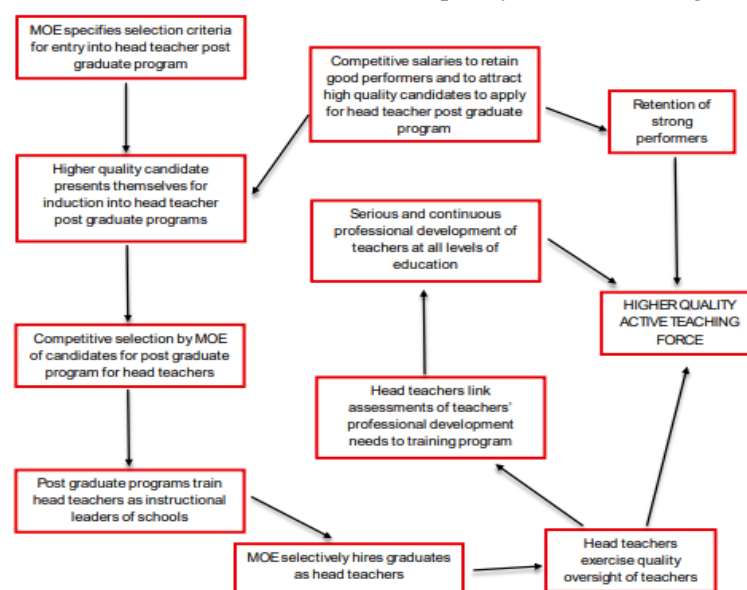 MOE specifies selection criteria
for entry into head teacher post
graduate program
Competitive salaries to retain
good performers and to attract
high quality candidates to apply
for head teacher post graduate
program
Retention of
strong
performers
Higher quality candidate
presents themselves for
induction into head teacher
post graduate programs
Serious and continuous
professional development of
teachers at all levels of
education
HIGHER QUALITY
ACTIVE TEACHING
FORCE
Competitive selection by MOE
of candidates for post graduate
program for head teachers
Head teachers link
assessments of teachers'
professional development
needs to training program
Post graduate programs train
head teachers as instructional
leaders of schools
MOE selectively hires graduates
as head teachers
Head teachers
exercise quality
oversight of teachers